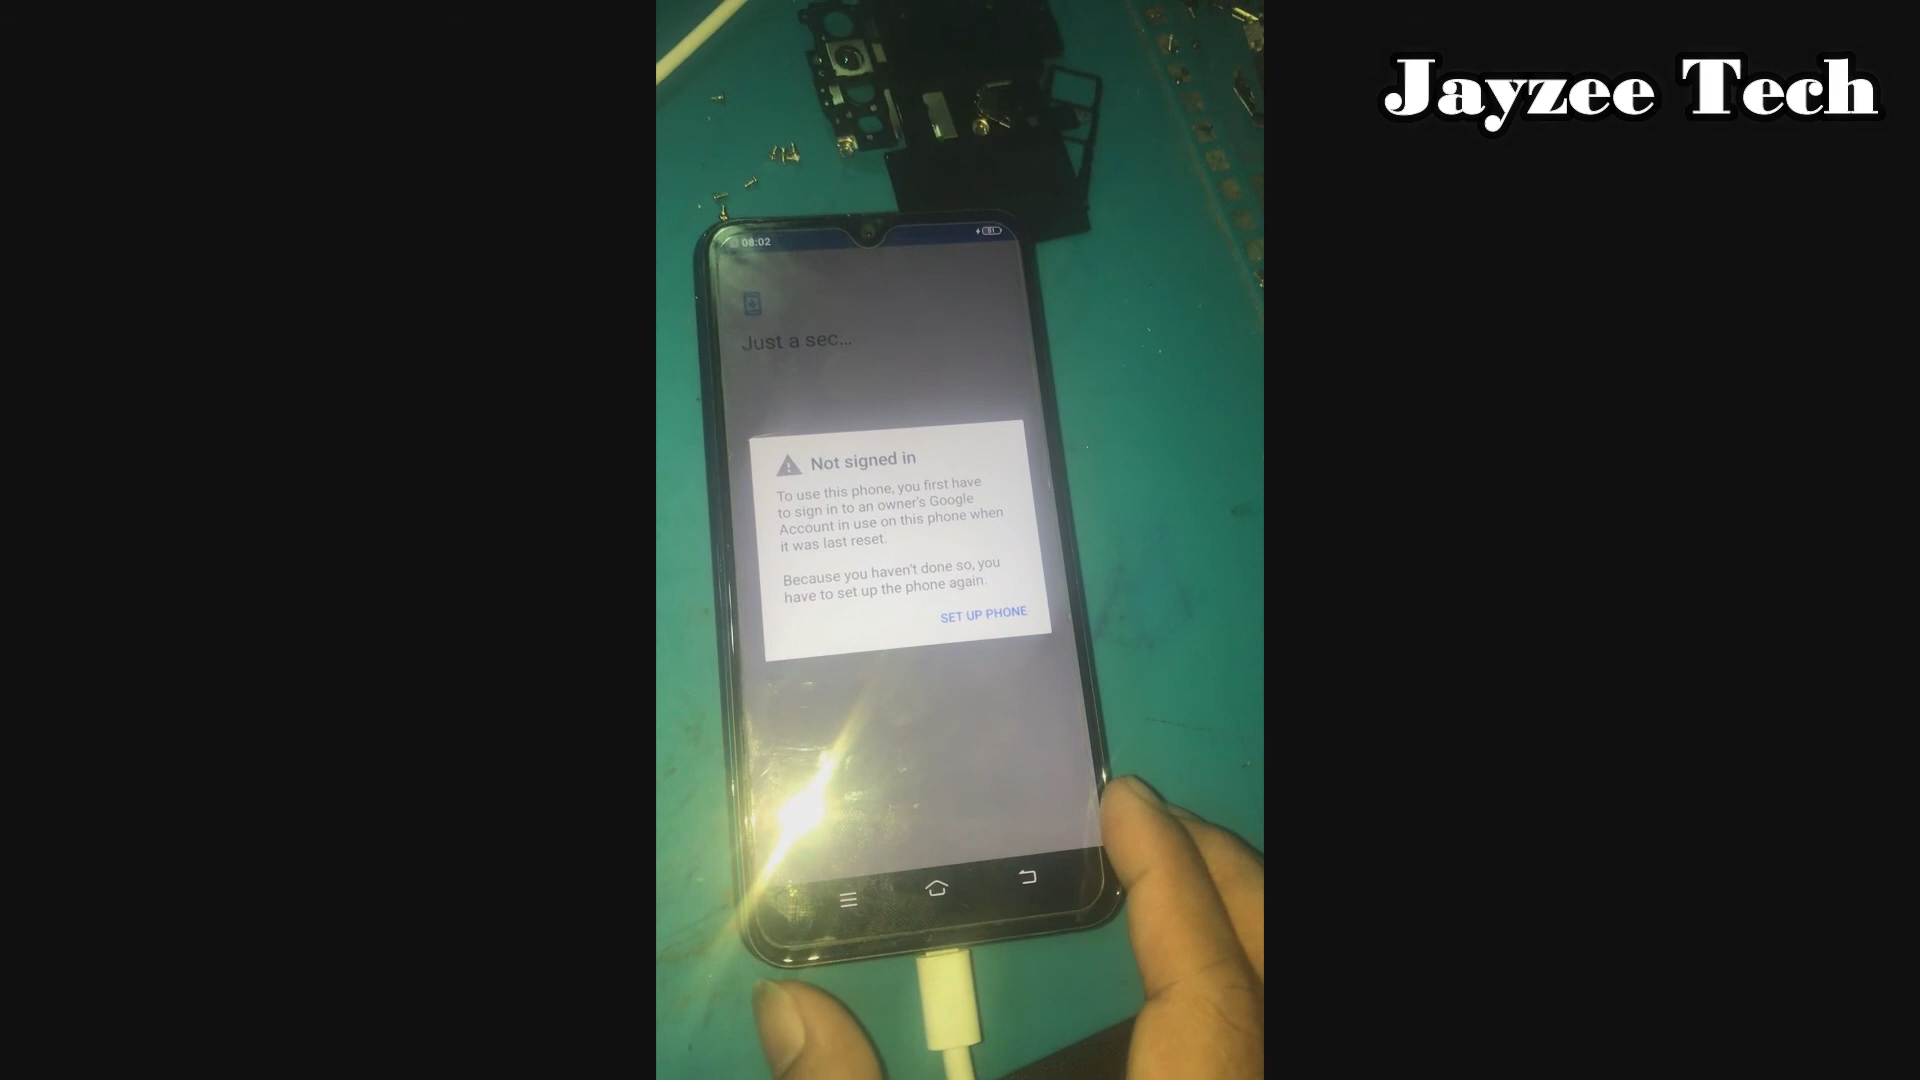 Jayzee Tech
08:02
81
Just a sec...
Not signed in
To use this phone, you first have
to sign in to an owner's Google
Account in use on this phone when
it was last reset.
Because you haven't done so, you
have to set up the phone again.
SET UP PHONE